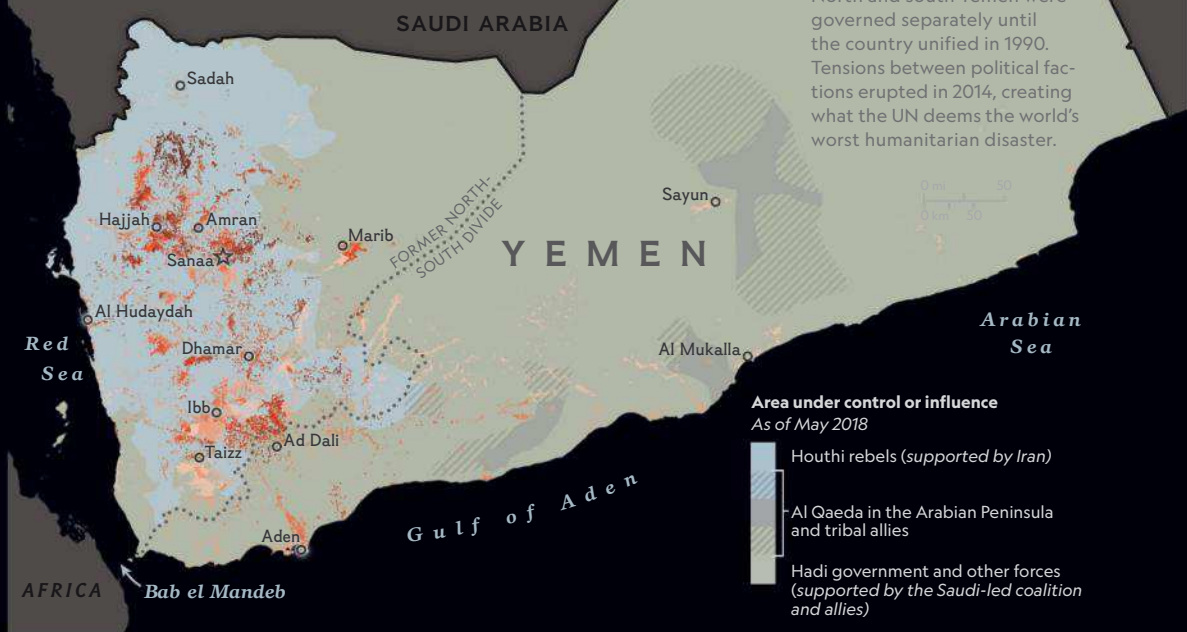 SAUDI ARABIA
North and South Yemen were
governed separately until
the country unified in 1990.
Tensions between political fac-
tions erupted in 2014, creating
what the UN deems the world's
worst humanitarian disaster.
Sadah
0 mi 50
0 km 50
Sayun
Hajjah
Amran
Marib
FORMER NORTH-
SOUTH DIVIDE
YEMEN
Sanaa
Al Hudaydah
Red
Sea
Arabian
Sea
Dhamar
Al Mukalla
Ibb
Ad Dali
Taizz
Gulf of Aden
Aden
AFRICA
Bab el Mandeb
Area under control or influence
As of May 2018
Houthi rebels (supported by Iran)
Al Qaeda in the Arabian Peninsula
and tribal allies
Hadi government and other forces
(supported by the Saudi-led coalition
and allies)